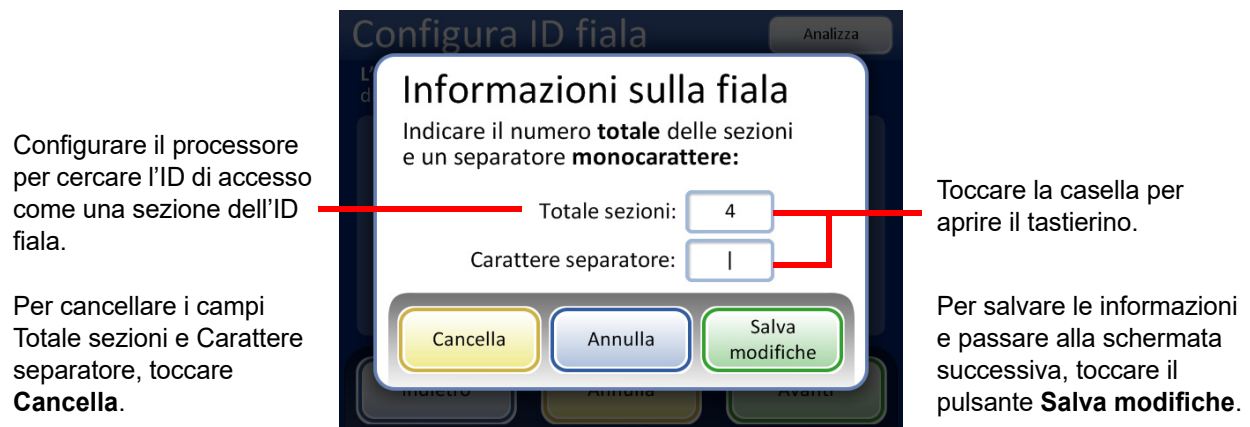 Configura ID fiala
Analizza
L'
d
Informazioni sulla fiala
Indicare il numero totale delle sezioni
e un separatore monocarattere:
Totale sezioni: 4
Carattere separatore: |
Cancella
Annulla
Salva
modifiche
Indietro
Annulla
Avanti
Configurare il processore
per cercare l'ID di accesso
come una sezione dell'ID
fiala.
Per cancellare i campi
Totale sezioni e Carattere
separatore, toccare
Cancella.
Toccare la casella per
aprire il tastierino.
Per salvare le informazioni
e passare alla schermata
successiva, toccare il
pulsante Salva modifiche.